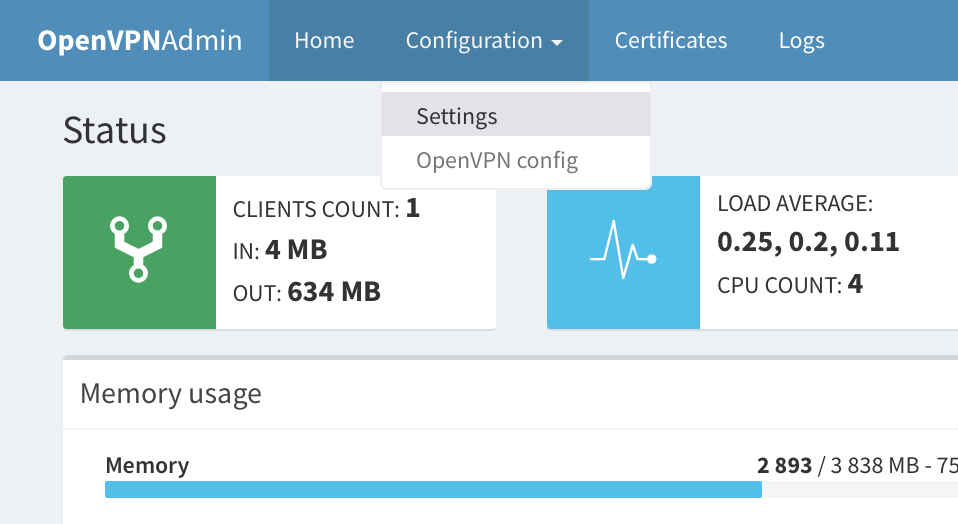 OpenVPNAdmin Home Configuration Certificates Logs
Settings
OpenVPN config
Status
CLIENTS COUNT: 1
IN: 4 MB
OUT: 634 MB
LOAD AVERAGE:
0.25, 0.2, 0.11
CPU COUNT: 4
Memory usage
Memory 2 893 / 3 838 MB - 75